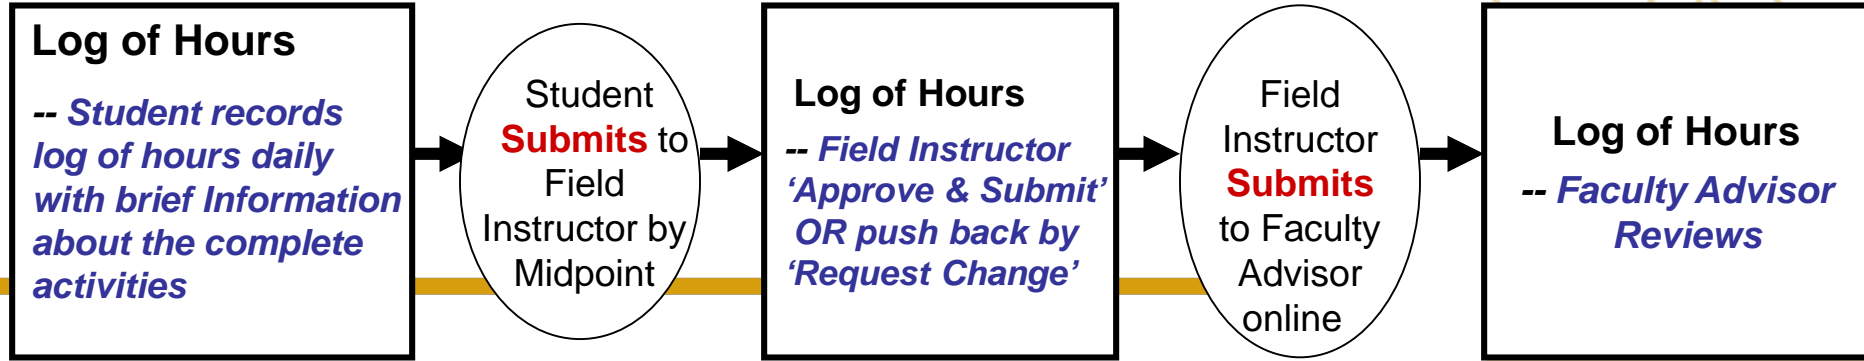 Log of Hours
-- Student records
log of hours daily
with brief Information
about the complete
activities
Student
Submits to
Field
Instructor by
Midpoint
Log of Hours
-- Field Instructor
‘Approve & Submit’
OR push back by
‘Request Change’
Field
Instructor
Submits
to Faculty
Advisor
online
Log of Hours
-- Faculty Advisor
Reviews